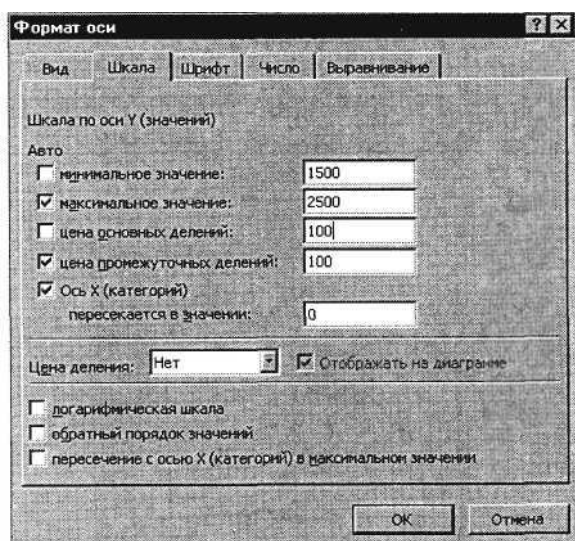 Формат оси
Вид Шкала Шрифт Число Выравнивание
Шкала по оси Y (значений)
Авто
минимальное значение: 1500
максимальное значение: 2500
цена основных делений: 100
цена промежуточных делений: 100
Ось X (категорий)
пересекается в значении: 0
Цена деления: Нет Отображать на диаграмме
логарифмическая шкала
обратный порядок значений
пересечение с осью X (категорий) в максимальном значении
ОК Отмена